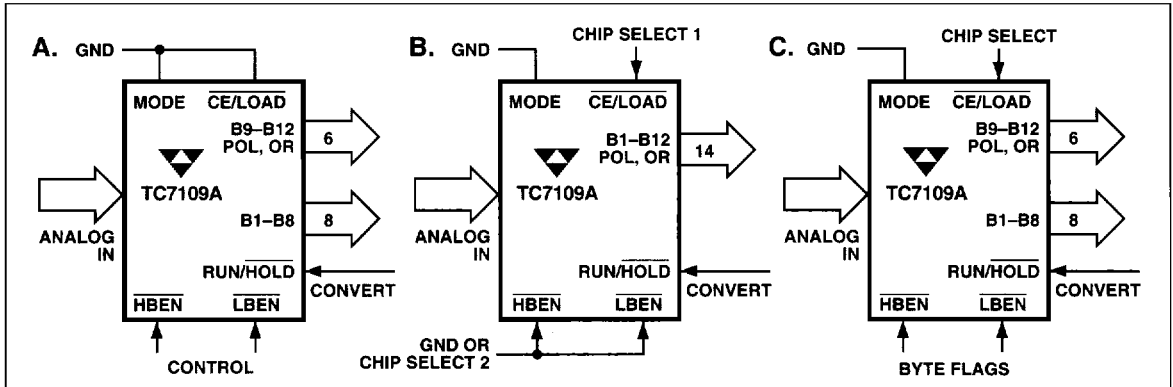 A.
GND
MODE
CE/LOAD
B9–B12
POL, OR
6
TC7109A
B1–B8
8
ANALOG
IN
RUN/HOLD
CONVERT
HBEN
LBEN
CONTROL
B.
GND
CHIP SELECT 1
MODE
CE/LOAD
B1–B12
POL, OR
14
TC7109A
ANALOG
IN
RUN/HOLD
CONVERT
HBEN
LBEN
GND OR
CHIP SELECT 2
C.
GND
CHIP SELECT
MODE
CE/LOAD
B9–B12
POL, OR
6
TC7109A
B1–B8
8
ANALOG
IN
RUN/HOLD
CONVERT
HBEN
LBEN
BYTE FLAGS